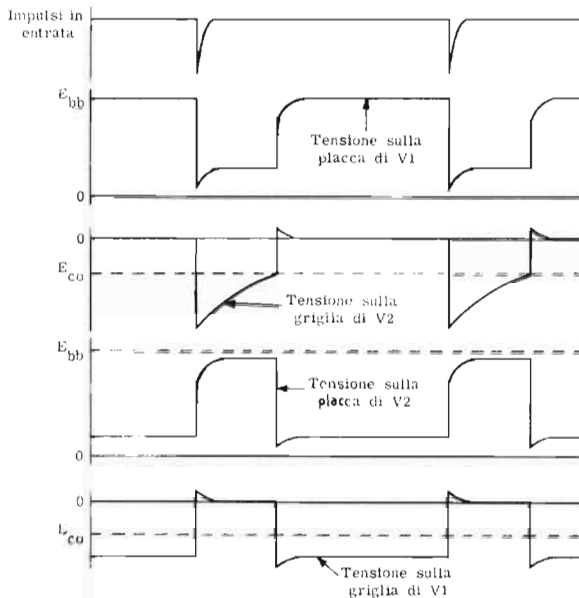 Impulsi in
entrata
E bb
Tensione sulla
placca di V1
0
0
E co
Tensione sulla
griglia di V2
E bb
Tensione sulla
placca di V2
0
0
E co
Tensione sulla
griglia di V1